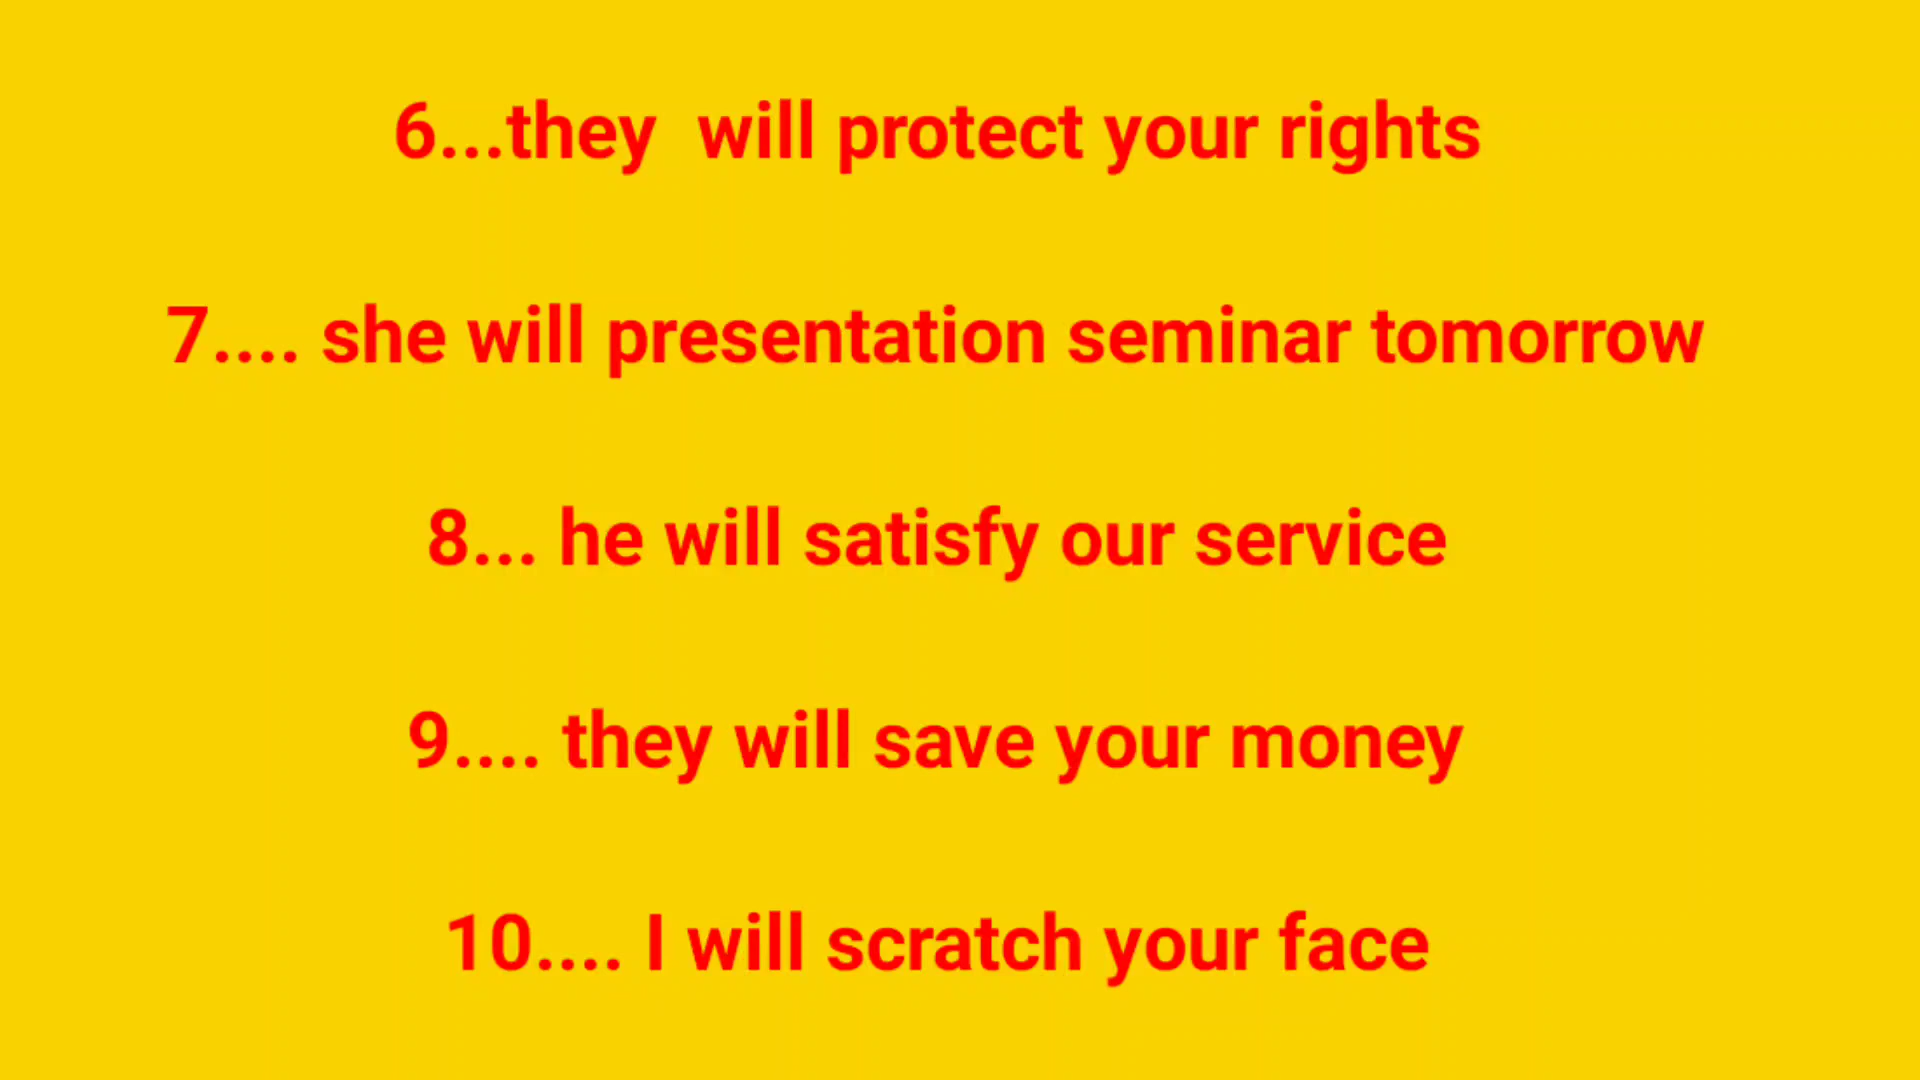 6...they  will protect your rights
7.... she will presentation seminar tomorrow
8... he will satisfy our service
9.... they will save your money
10.... I will scratch your face